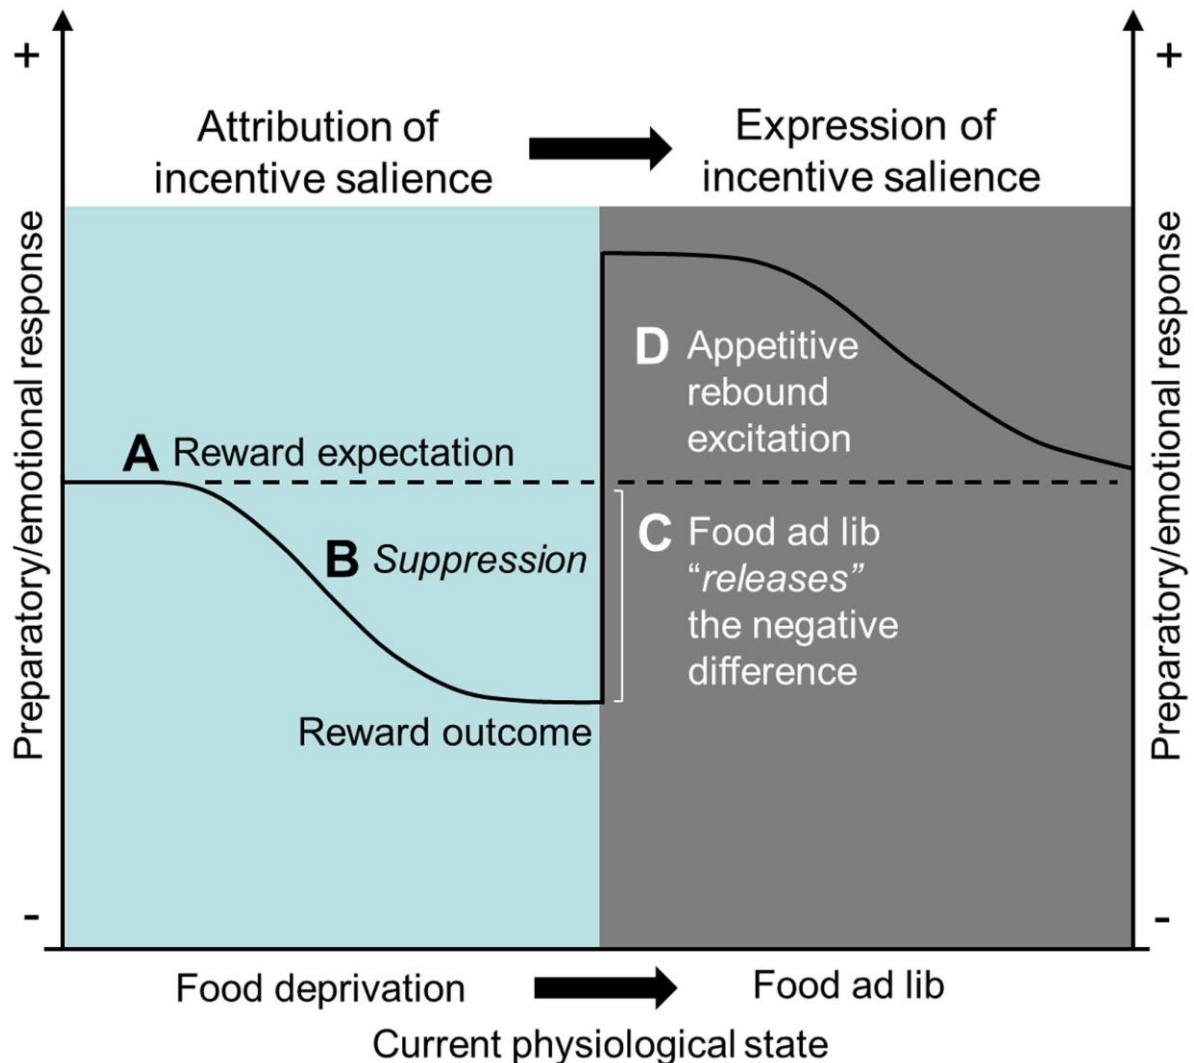 +
+
Attribution of
incentive salience
Expression of
incentive salience
Preparatory/emotional response
Preparatory/emotional response
A Reward expectation
B Suppression
Reward outcome
D Appetitive
rebound
excitation
C Food ad lib
“releases”
the negative
difference
-
-
Food deprivation
Food ad lib
Current physiological state